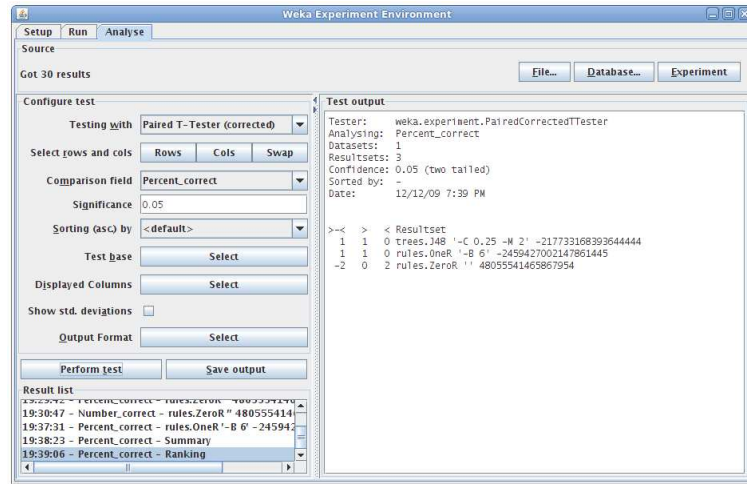 Weka Experiment Environment
Setup Run Analyse
Source
Got 30 results
File... Database... Experiment
Configure test
Testing with Paired T-Tester (corrected)
Select rows and cols Rows Cols Swap
Comparison field Percent_correct
Significance 0.05
Sorting (asc) by <default>
Test base Select
Displayed Columns Select
Show std. deviations
Output Format Select
Perform test Save output
Result list
19:30:47 - Number_correct - rules.ZeroR '' 4805554146
19:37:31 - Percent_correct - rules.OneR '-B 6' -245942
19:38:23 - Percent_correct - Summary
19:39:06 - Percent_correct - Ranking
Test output
Tester: weka.experiment.PairedCorrectedTTester
Analysing: Percent_correct
Datasets: 1
Resultsets: 3
Confidence: 0.05 (two tailed)
Sorted by: -
Date: 12/12/09 7:39 PM
>-< > < Resultset
1 1 0 trees.J48 '-C 0.25 -M 2' -217733168393644444
1 1 0 rules.OneR '-B 6' -2459427002147861445
-2 0 2 rules.ZeroR '' 48055541465867954